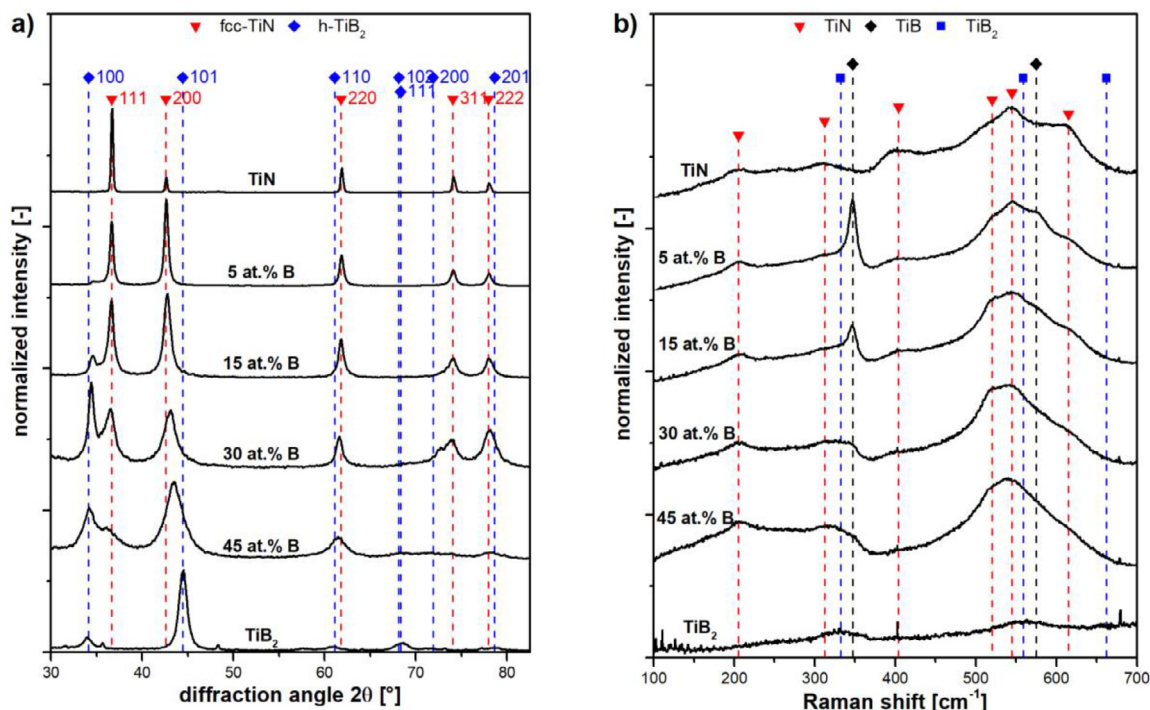 a)
fcc-TiN h-TiB₂
100 101 110 102 200 201
111
111 200 220 311 222
TiN
5 at.% B
15 at.% B
30 at.% B
45 at.% B
TiB₂
normalized intensity [-]
30 40 50 60 70 80
diffraction angle 2θ [°]
b)
TiN TiB TiB₂
TiN
5 at.% B
15 at.% B
30 at.% B
45 at.% B
TiB₂
normalized intensity [-]
100 200 300 400 500 600 700
Raman shift [cm⁻¹]